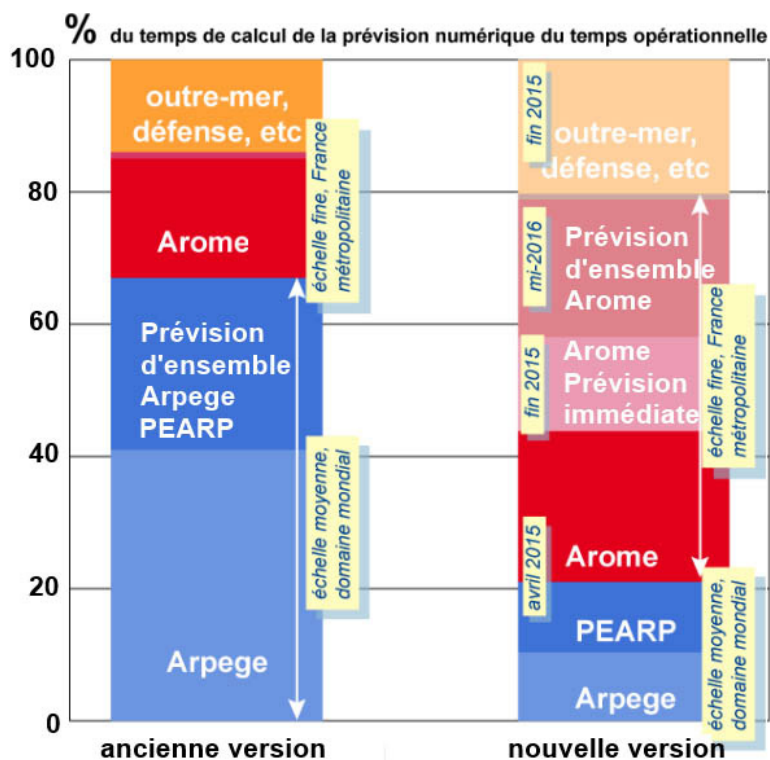 % du temps de calcul de la prévision numérique du temps opérationnelle
100
80
60
40
20
0
outre-mer,
défense, etc
Arome
Prévision
d'ensemble
Arpege
PEARP
Arpege
échelle fine, France
métropolitaine
échelle moyenne,
domaine mondial
ancienne version
fin 2015
outre-mer,
défense, etc
mi-2016
Prévision
d'ensemble
Arome
fin 2015
Arome
Prévision
immédiate
avril 2015
Arome
PEARP
Arpege
échelle fine, France
métropolitaine
échelle moyenne,
domaine mondial
nouvelle version